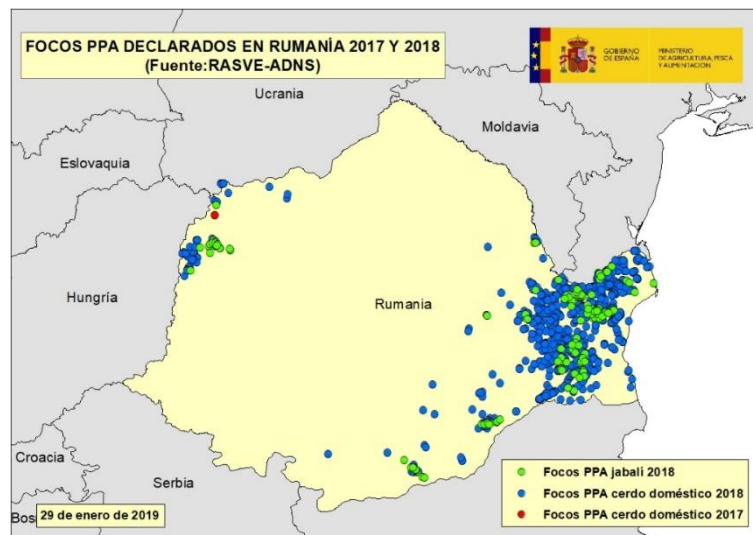 FOCOS PPA DECLARADOS EN RUMANÍA 2017 Y 2018
(Fuente:RASVE-ADNS)
GOBIERNO
DE ESPAÑA
MINISTERIO
DE AGRICULTURA, PESCA
Y ALIMENTACIÓN
Ucrania
Moldavia
Eslovaquia
Hungría
Rumania
Croacia
Serbia
Bos
Focos PPA jabalí 2018
Focos PPA cerdo doméstico 2018
Focos PPA cerdo doméstico 2017
29 de enero de 2019